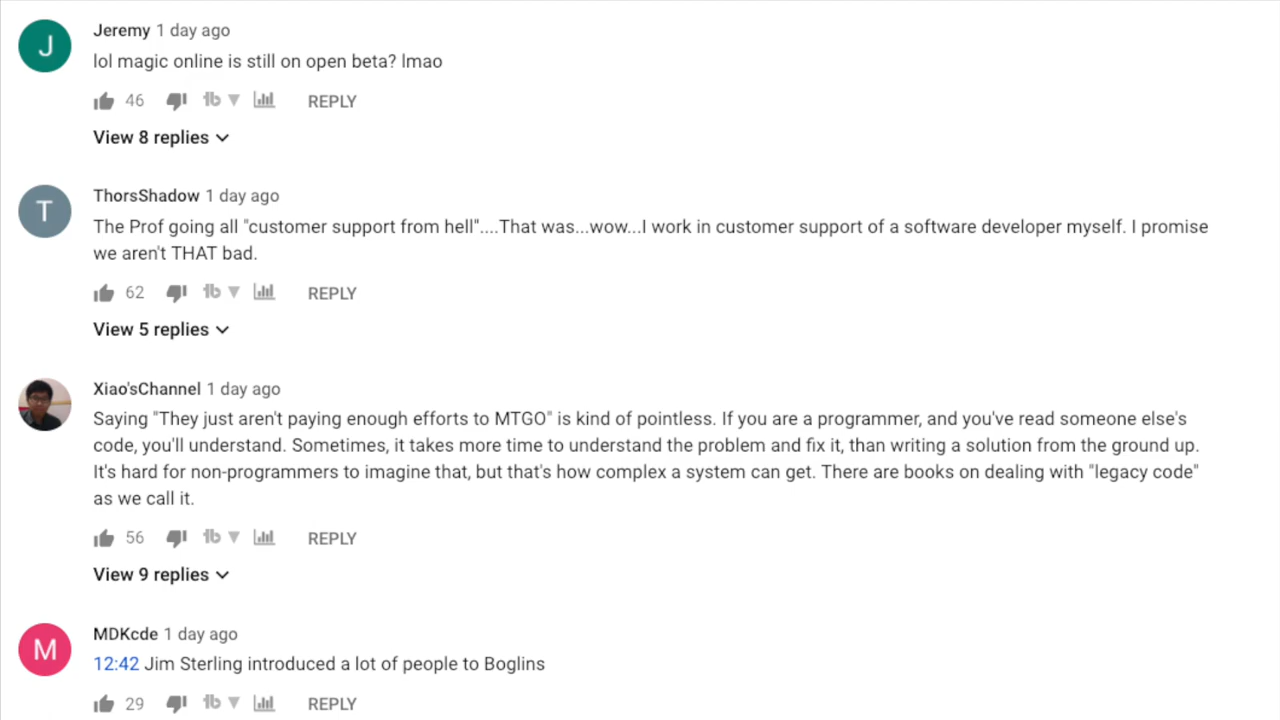 J
Jeremy 1 day ago
lol magic online is still on open beta? lmao
46 REPLY
View 8 replies
T
ThorsShadow 1 day ago
The Prof going all "customer support from hell"....That was...wow...I work in customer support of a software developer myself. I promise
we aren't THAT bad.
62 REPLY
View 5 replies
Xiao'sChannel 1 day ago
Saying "They just aren't paying enough efforts to MTGO" is kind of pointless. If you are a programmer, and you've read someone else's
code, you'll understand. Sometimes, it takes more time to understand the problem and fix it, than writing a solution from the ground up.
It's hard for non-programmers to imagine that, but that's how complex a system can get. There are books on dealing with "legacy code"
as we call it.
56 REPLY
View 9 replies
M
MDKcde 1 day ago
12:42 Jim Sterling introduced a lot of people to Boglins
29 REPLY